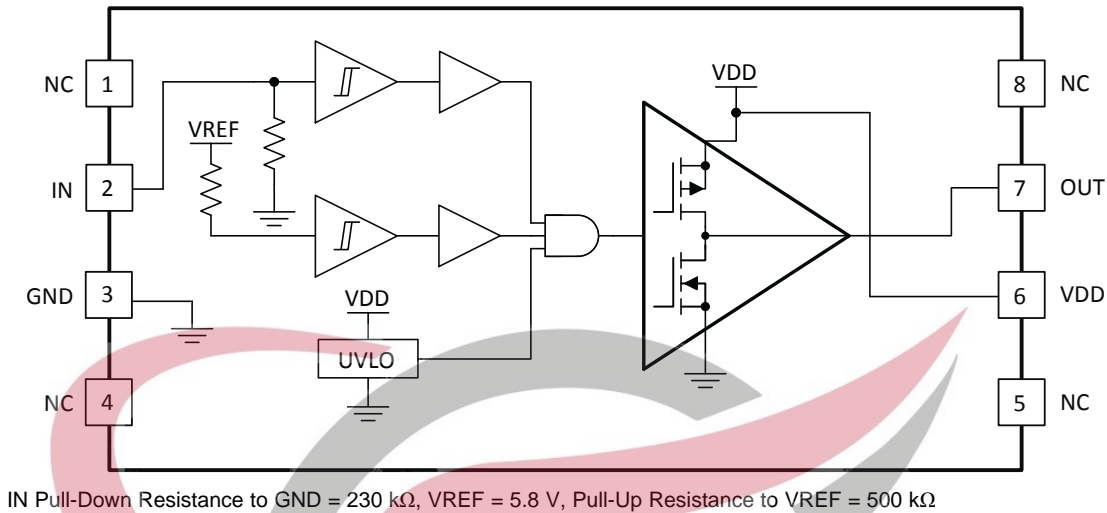 NC 1
IN 2
GND 3
NC 4
VREF
VDD
UVLO
VDD
8 NC
7 OUT
6 VDD
5 NC
IN Pull-Down Resistance to GND = 230 kΩ, VREF = 5.8 V, Pull-Up Resistance to VREF = 500 kΩ